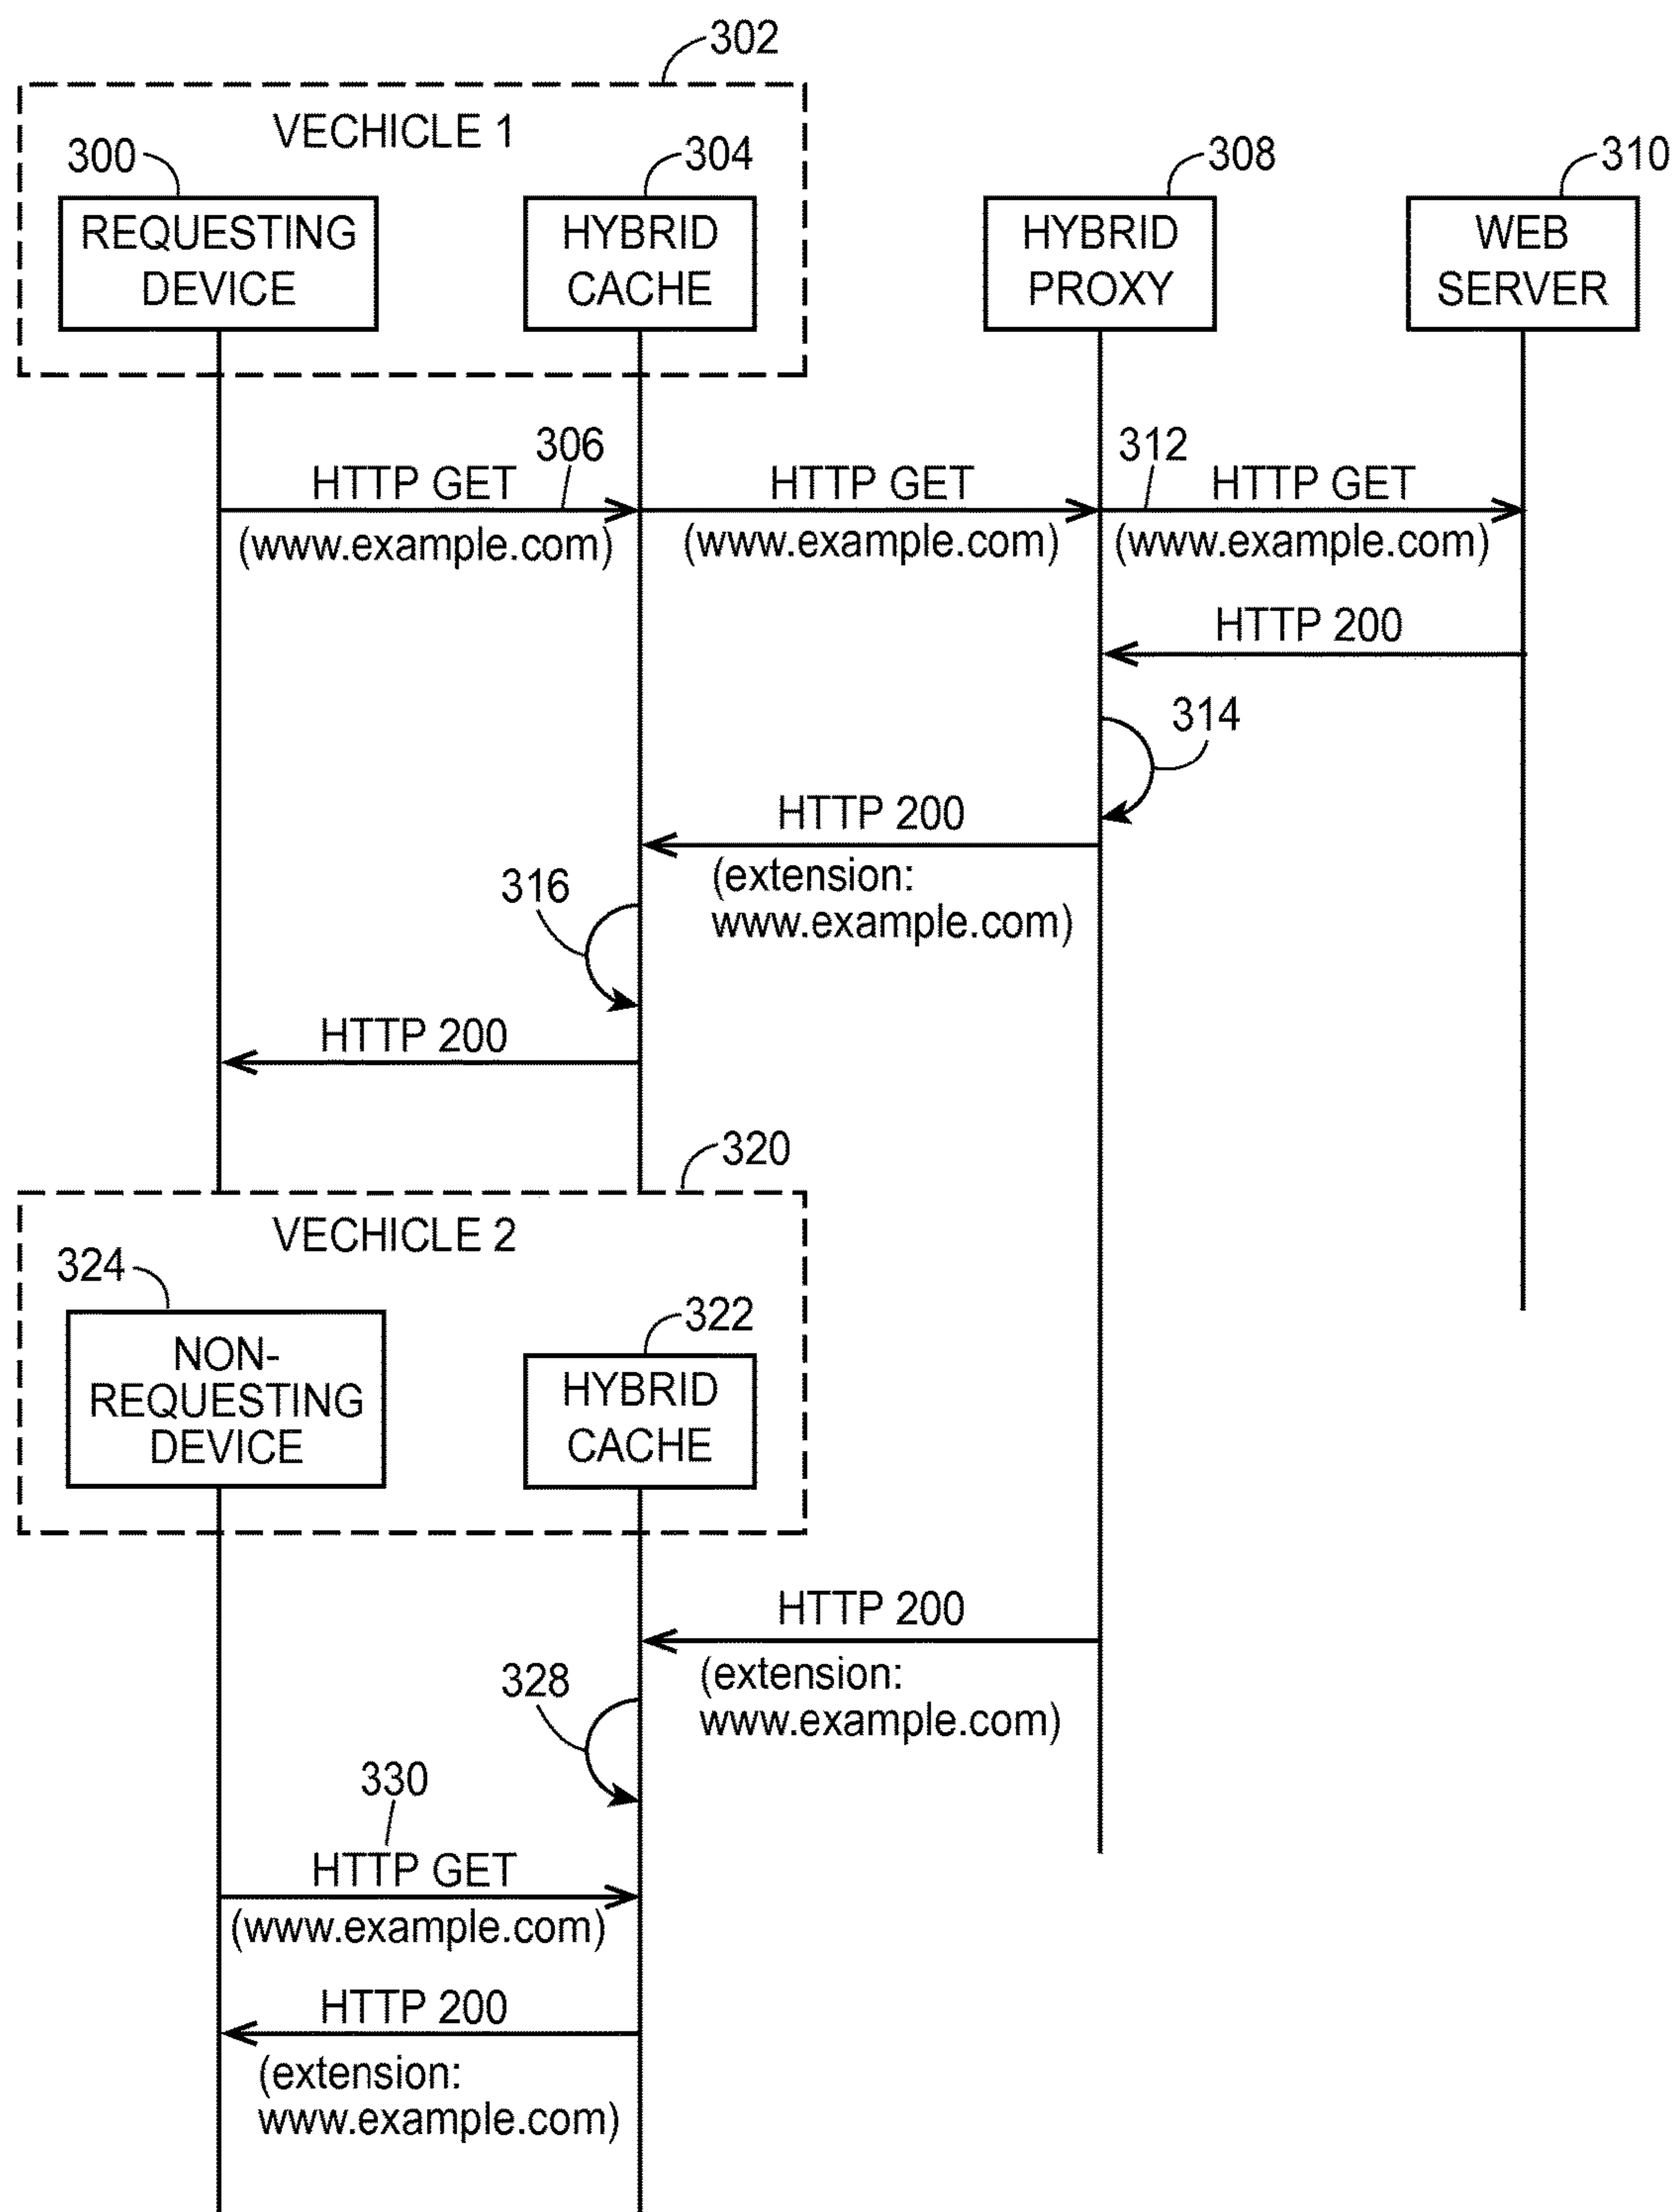 302
VECHICLE 1
300
304
308
310
REQUESTING
DEVICE
HYBRID
CACHE
HYBRID
PROXY
WEB
SERVER
306
312
HTTP GET
HTTP GET
HTTP GET
(www.example.com)
(www.example.com)
(www.example.com)
HTTP 200
314
HTTP 200
(extension:
www.example.com)
316
HTTP 200
320
VECHICLE 2
324
322
NON-
REQUESTING
DEVICE
HYBRID
CACHE
HTTP 200
(extension:
www.example.com)
328
330
HTTP GET
(www.example.com)
HTTP 200
(extension:
www.example.com)